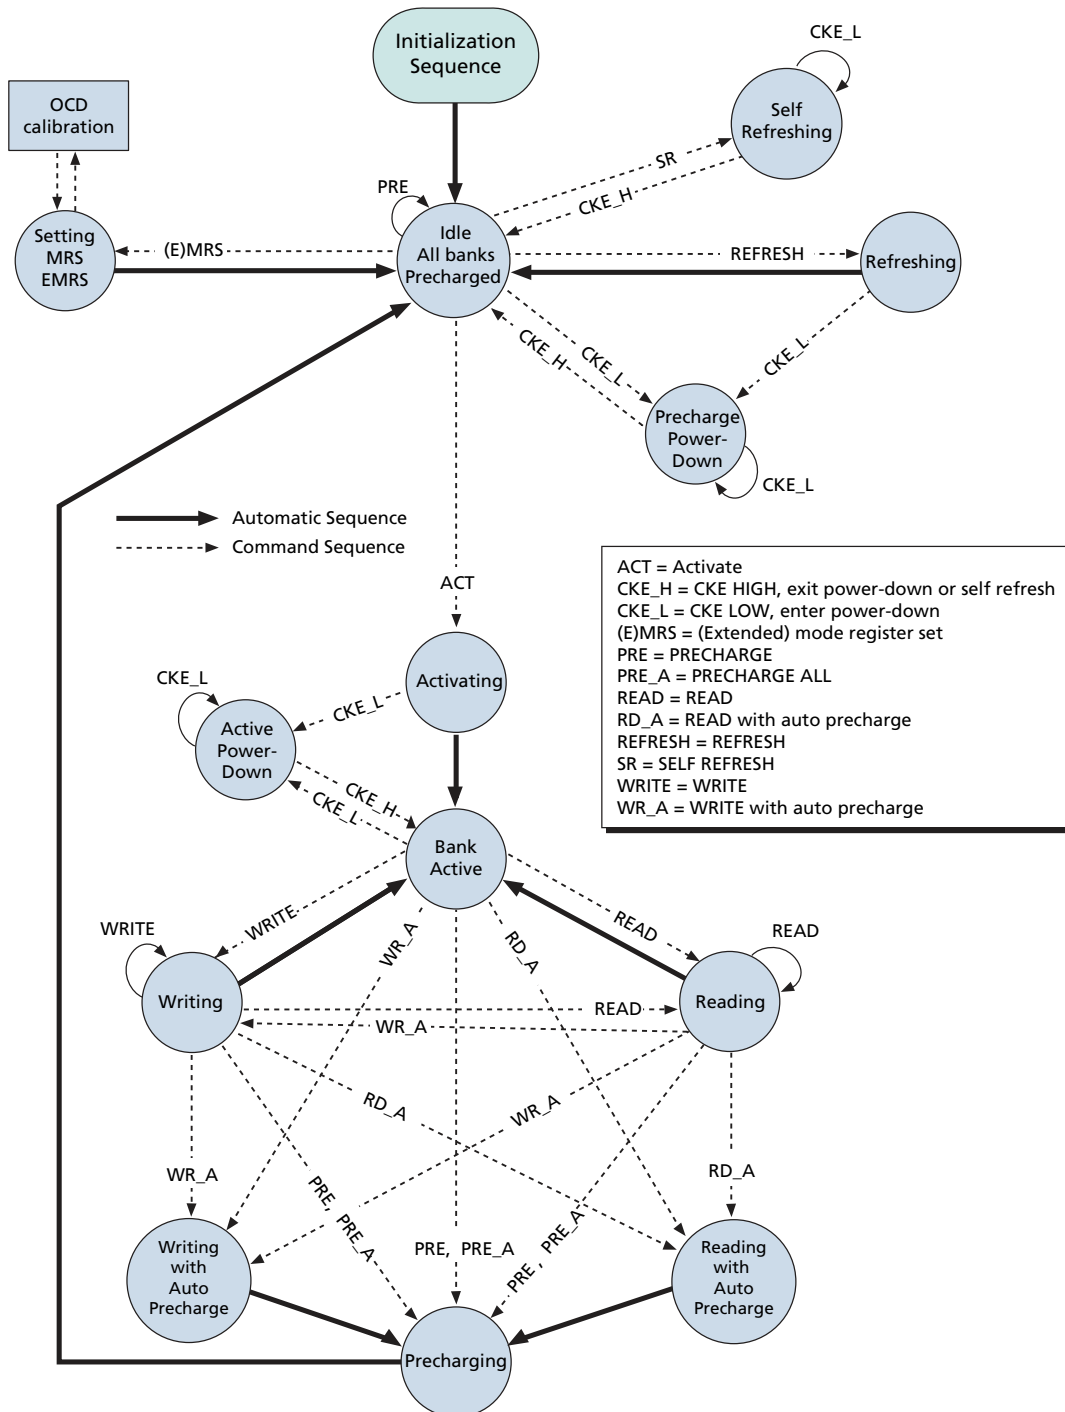 Initialization
Sequence
CKE_L
OCD
calibration
Self
Refreshing
SR
PRE
CKE_H
Setting
MRS
EMRS
(E)MRS
Idle
All banks
Precharged
REFRESH
Refreshing
CKE_H
CKE_L
CKE_L
Precharge
Power-
Down
CKE_L
Automatic Sequence
Command Sequence
ACT
ACT = Activate
CKE_H = CKE HIGH, exit power-down or self refresh
CKE_L = CKE LOW, enter power-down
(E)MRS = (Extended) mode register set
PRE = PRECHARGE
PRE_A = PRECHARGE ALL
READ = READ
RD_A = READ with auto precharge
REFRESH = REFRESH
SR = SELF REFRESH
WRITE = WRITE
WR_A = WRITE with auto precharge
CKE_L
Activating
CKE_L
Active
Power-
Down
CKE_H
CKE_L
Bank
Active
WRITE
WRITE
WR_A
RD_A
READ
READ
Writing
READ
WR_A
Reading
RD_A
WR_A
WR_A
RD_A
PRE, PRE_A
PRE, PRE_A
PRE, PRE_A
Writing
with
Auto
Precharge
Reading
with
Auto
Precharge
Precharging